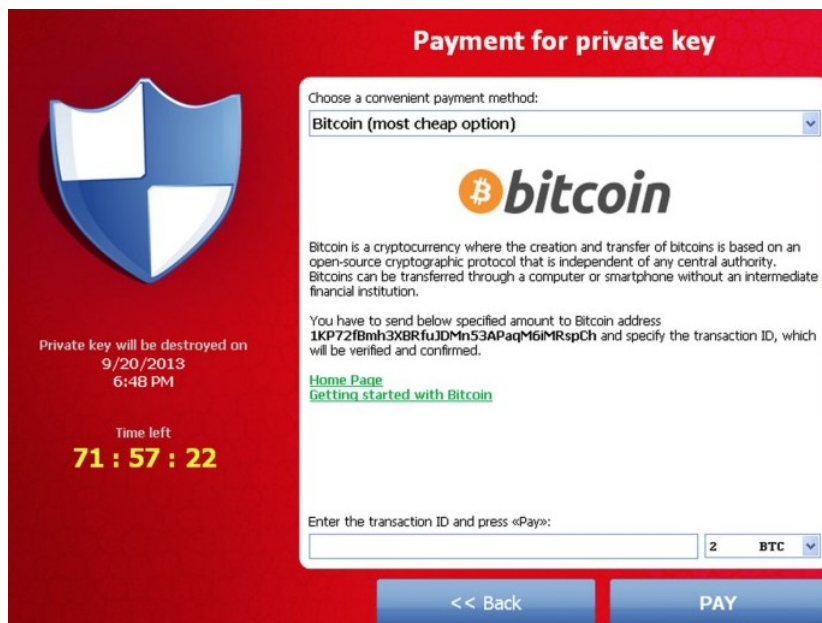 Payment for private key
Choose a convenient payment method:
Bitcoin (most cheap option)
bitcoin
Bitcoin is a cryptocurrency where the creation and transfer of bitcoins is based on an
open-source cryptographic protocol that is independent of any central authority.
Bitcoins can be transferred through a computer or smartphone without an intermediate
financial institution.
You have to send below specified amount to Bitcoin address
1KP72fBmh3XBRfuJDMn53APaqM6iMRspCh and specify the transaction ID, which
will be verified and confirmed.
Home Page
Getting started with Bitcoin
Private key will be destroyed on
9/20/2013
6:48 PM
Time left
71 : 57 : 22
Enter the transaction ID and press «Pay»:
2 BTC
<< Back
PAY